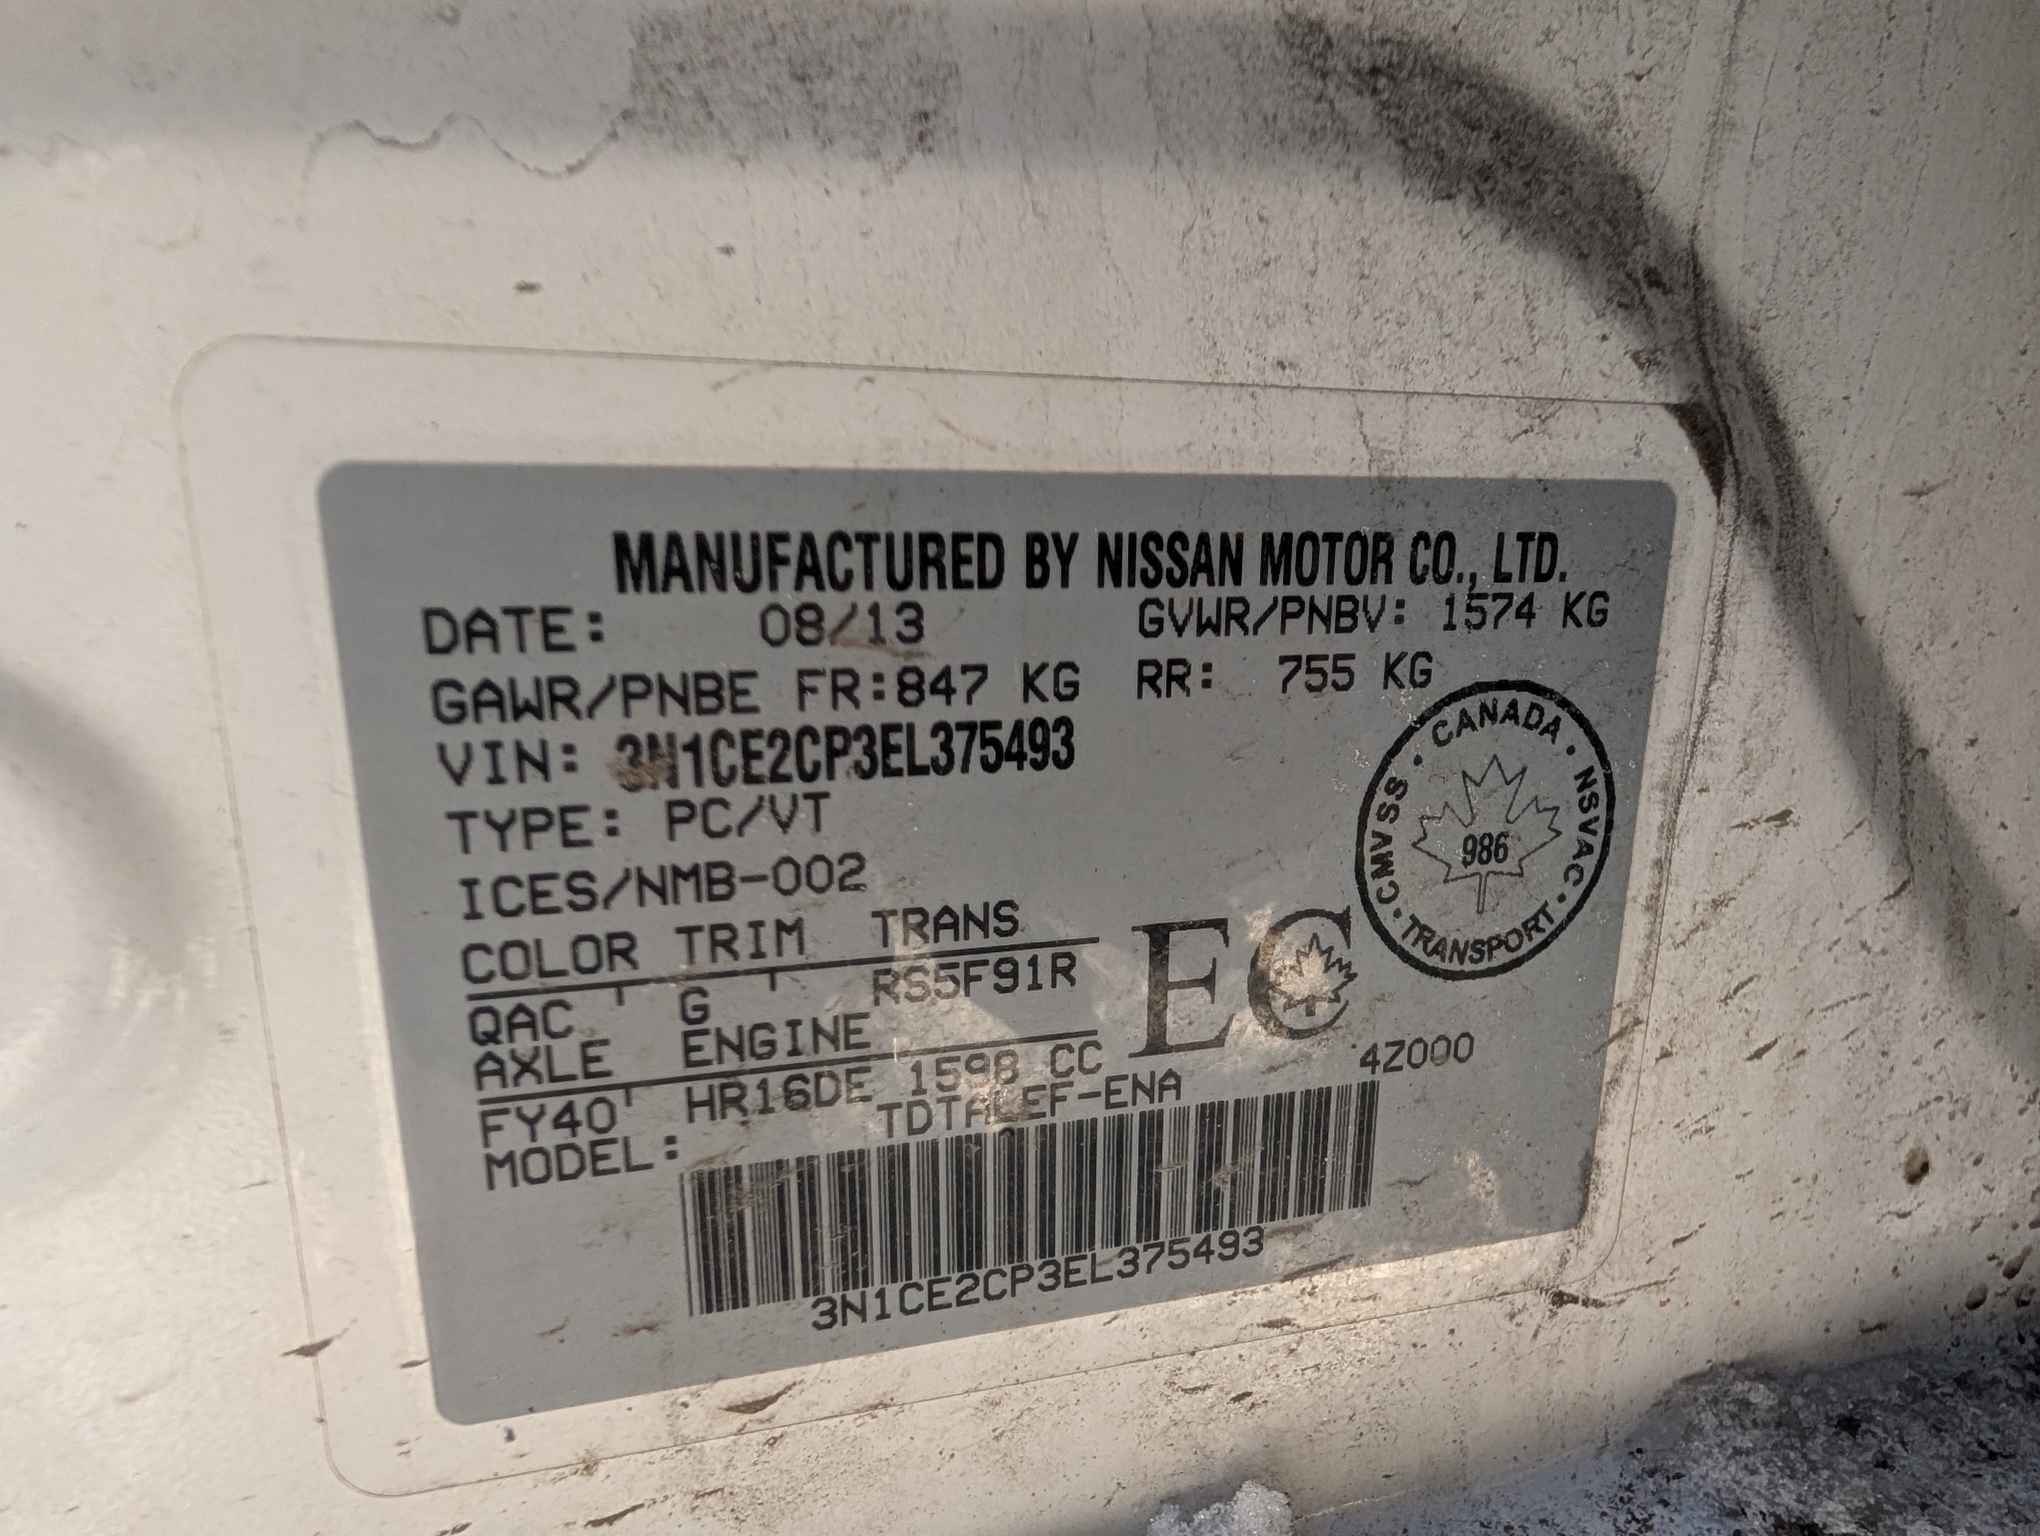 MANUFACTURED BY NISSAN MOTOR CO., LTD.
DATE: 08/13 GVWR/PNBV: 1574 KG
GAWR/PNBE FR:847 KG RR: 755 KG
VIN: 3N1CE2CP3EL375493
TYPE: PC/VT
ICES/NMB-002
COLOR TRIM TRANS
QAC G RS5F91R
AXLE ENGINE
FY40 HR16DE 1598 CC
MODEL: TDTALEF-ENA
4Z000
3N1CE2CP3EL375493
EC
CANADA · NSVAC · TRANSPORT · CMVSS ·
986